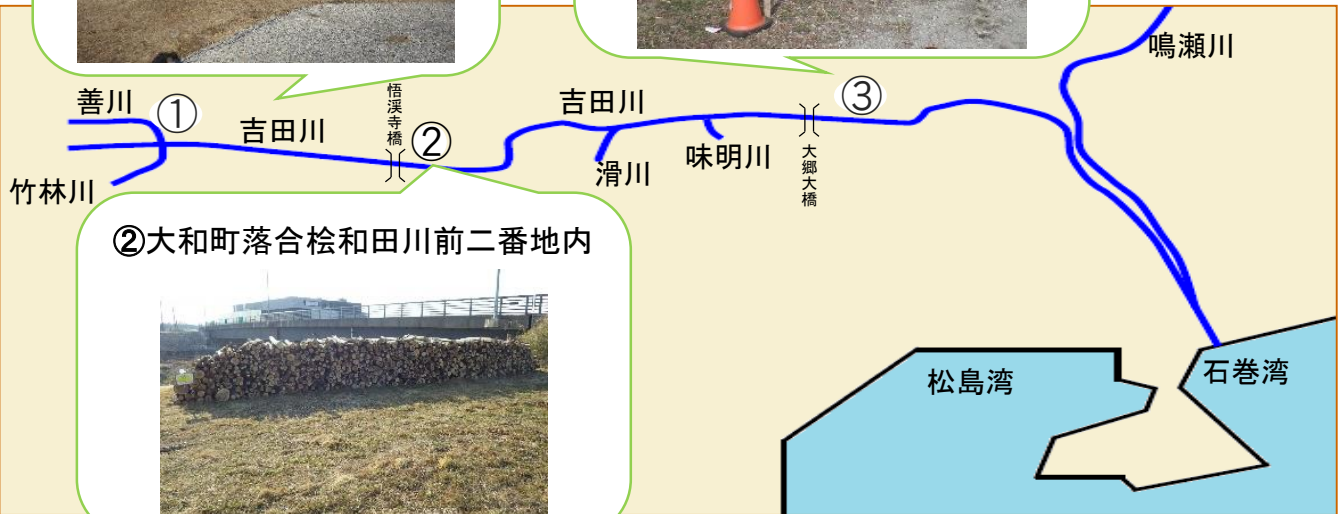 鳴瀬川
善川
①
吉田川
悟渓寺橋
②
吉田川
滑川
味明川
大郷大橋
③
竹林川
②大和町落合桧和田川前二番地内
松島湾
石巻湾